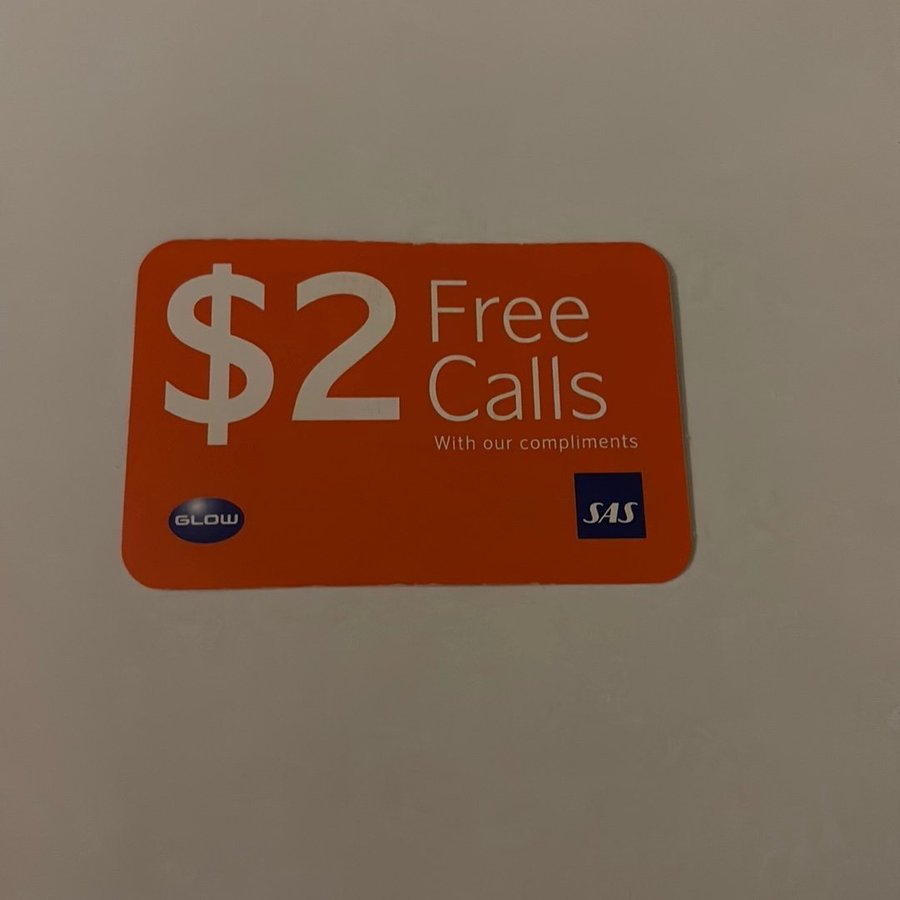 $2 Free
Calls
With our compliments
GLOW
SAS